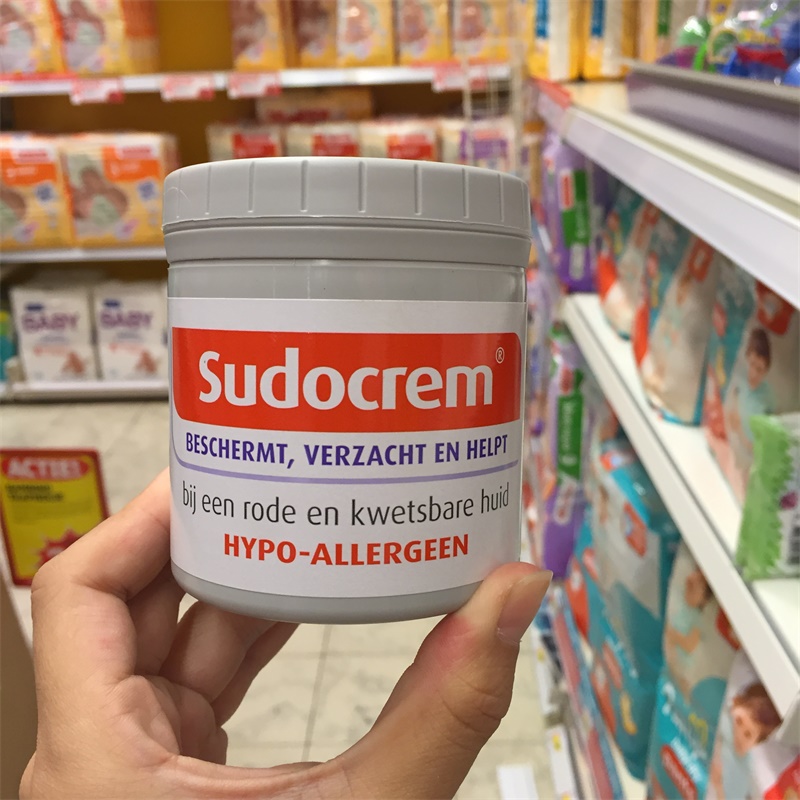 Sudocrem®
BESCHERMT, VERZACHT EN HELPT
bij een rode en kwetsbare huid
HYPO-ALLERGEEN
BABY
BABY
ACTIE!